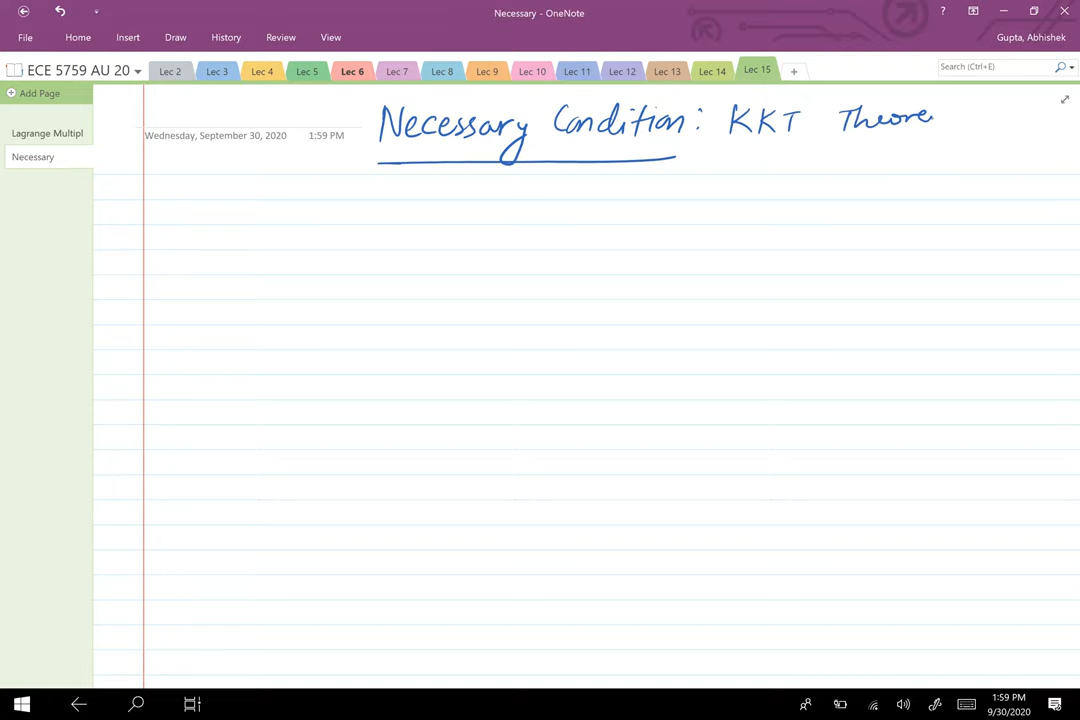 Necessary - OneNote
File Home Insert Draw History Review View
Gupta, Abhishek
ECE 5759 AU 20
Lec 2 Lec 3 Lec 4 Lec 5 Lec 6 Lec 7 Lec 8 Lec 9 Lec 10 Lec 11 Lec 12 Lec 13 Lec 14 Lec 15
Search (Ctrl+E)
Add Page
Lagrange Multipl
Necessary
Necessary Condition: KKT Theore
Wednesday, September 30, 2020 1:59 PM
1:59 PM
9/30/2020